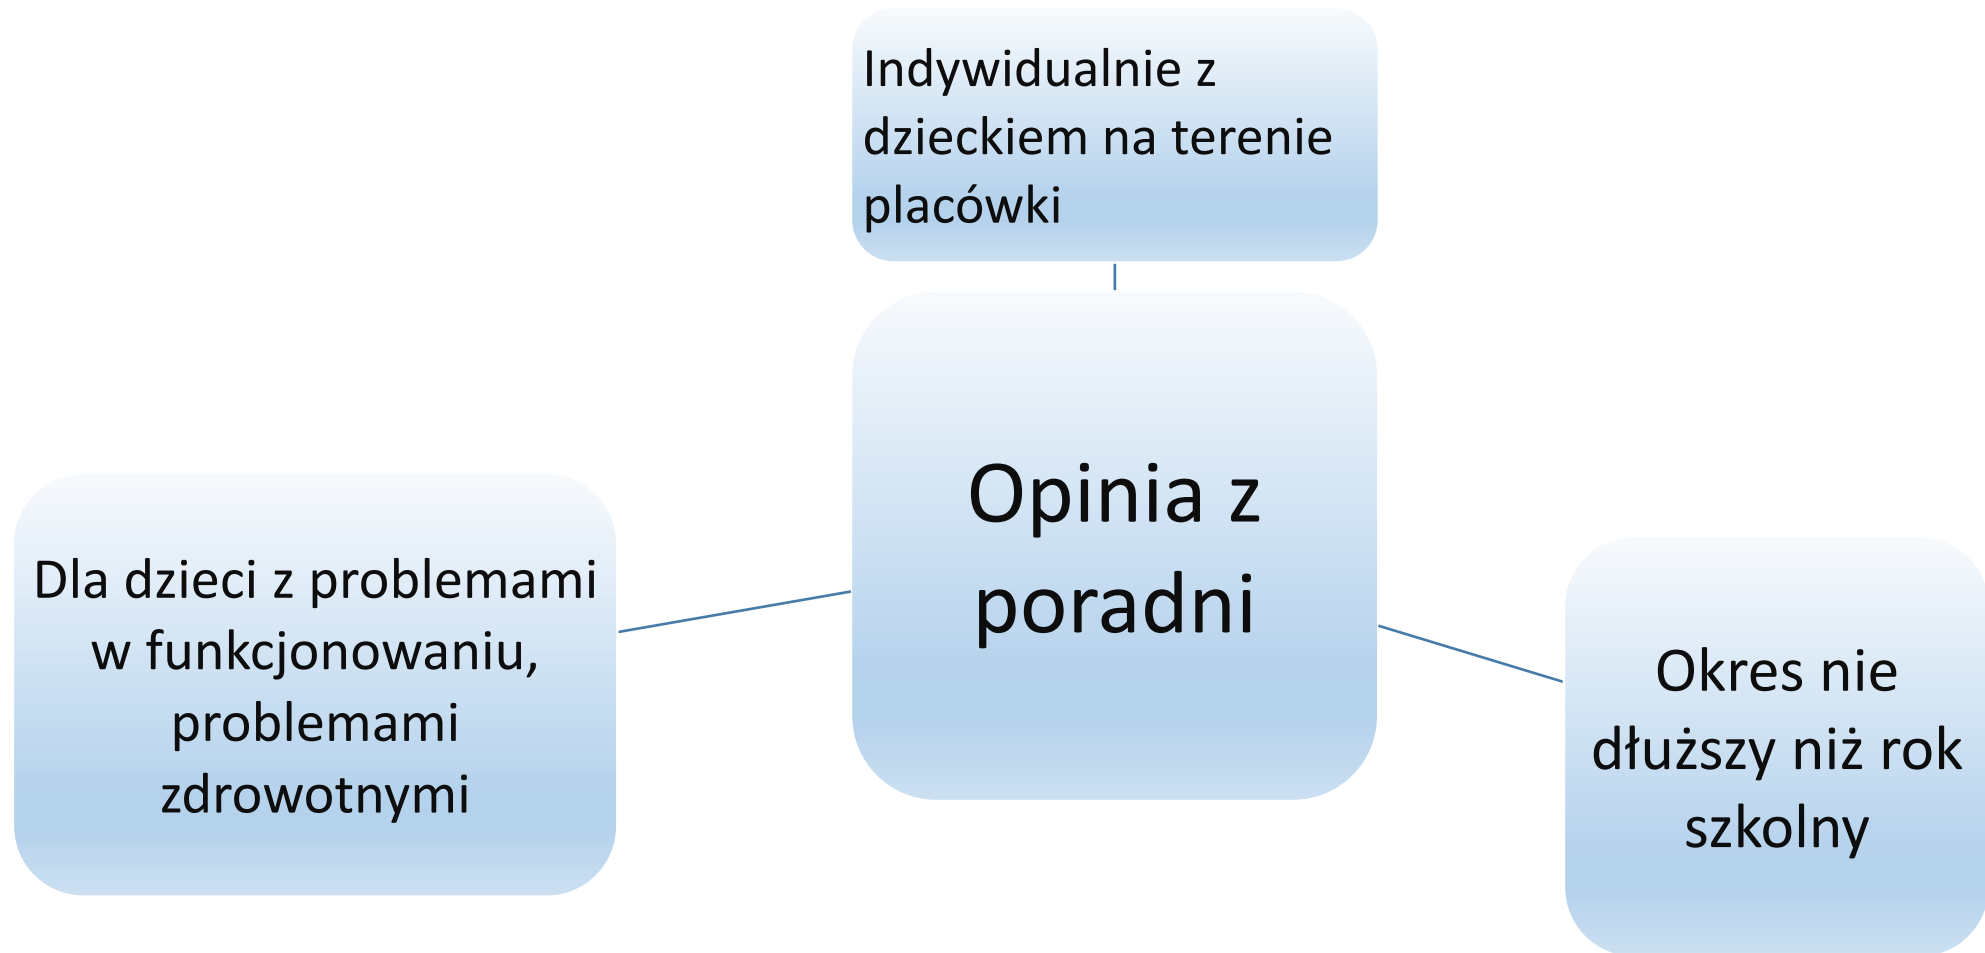 Indywidualnie z
dzieckiem na terenie
placówki
Opinia z
poradni
Dla dzieci z problemami
w funkcjonowaniu,
problemami
zdrowotnymi
Okres nie
dłuższy niż rok
szkolny